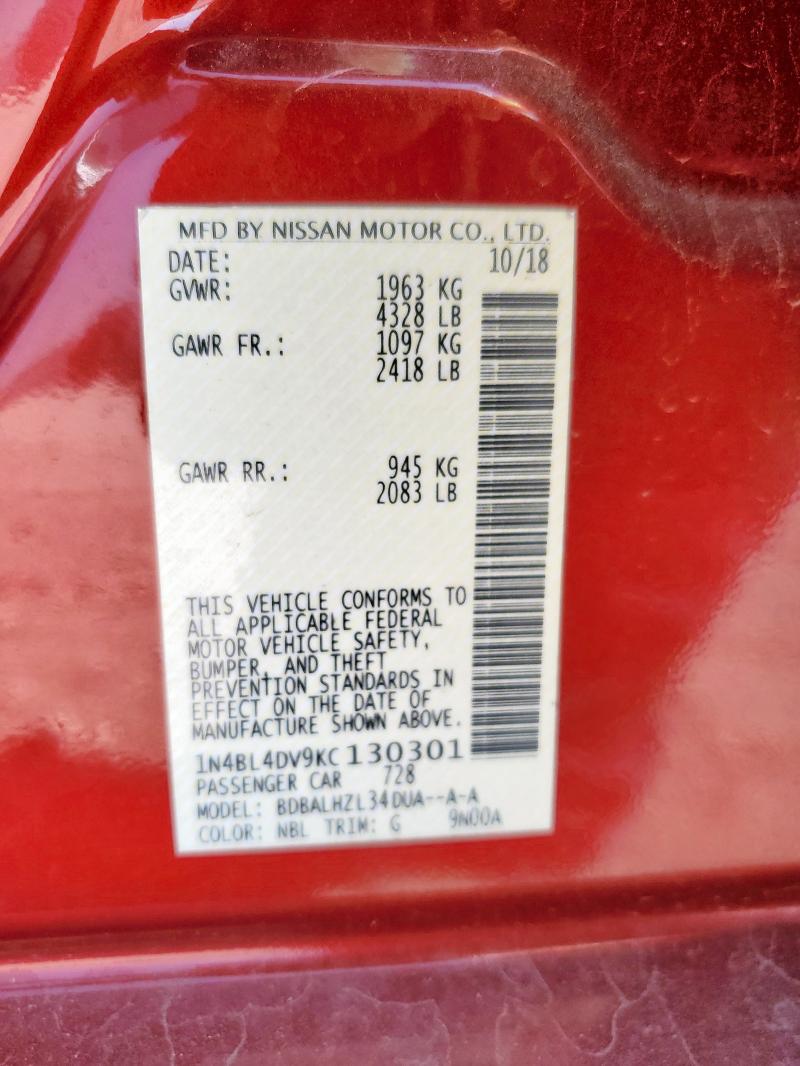 MFD BY NISSAN MOTOR CO., LTD.
DATE: 10/18
GVWR: 1963 KG
4328 LB
GAWR FR.: 1097 KG
2418 LB
GAWR RR.: 945 KG
2083 LB
THIS VEHICLE CONFORMS TO
ALL APPLICABLE FEDERAL
MOTOR VEHICLE SAFETY,
BUMPER, AND THEFT
PREVENTION STANDARDS IN
EFFECT ON THE DATE OF
MANUFACTURE SHOWN ABOVE.
1N4BL4DV9KC130301
PASSENGER CAR 728
MODEL: BDBALHZL34DUA--A-A
COLOR: NBL TRIM: G 9N00A